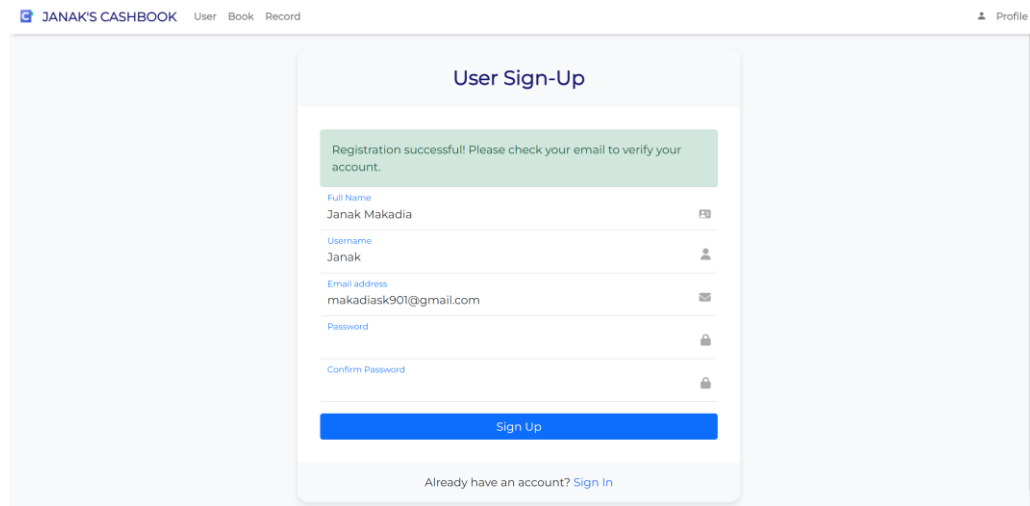 JANAK'S CASHBOOK User Book Record Profile
User Sign-Up
Registration successful! Please check your email to verify your
account.
Full Name
Janak Makadia
Username
Janak
Email address
makadiask901@gmail.com
Password
Confirm Password
Sign Up
Already have an account? Sign In